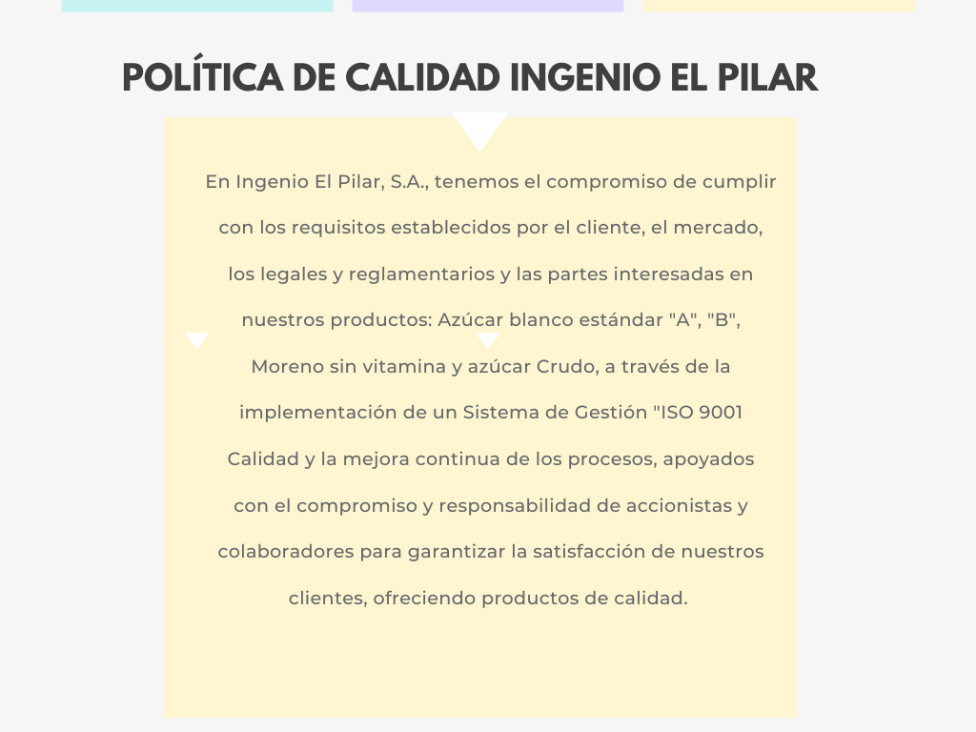 POLÍTICA DE CALIDAD INGENIO EL PILAR
En Ingenio El Pilar, S.A., tenemos el compromiso de cumplir
con los requisitos establecidos por el cliente, el mercado,
los legales y reglamentarios y las partes interesadas en
nuestros productos: Azúcar blanco estándar "A", "B",
Moreno sin vitamina y azúcar Crudo, a través de la
implementación de un Sistema de Gestión "ISO 9001
Calidad y la mejora continua de los procesos, apoyados
con el compromiso y responsabilidad de accionistas y
colaboradores para garantizar la satisfacción de nuestros
clientes, ofreciendo productos de calidad.